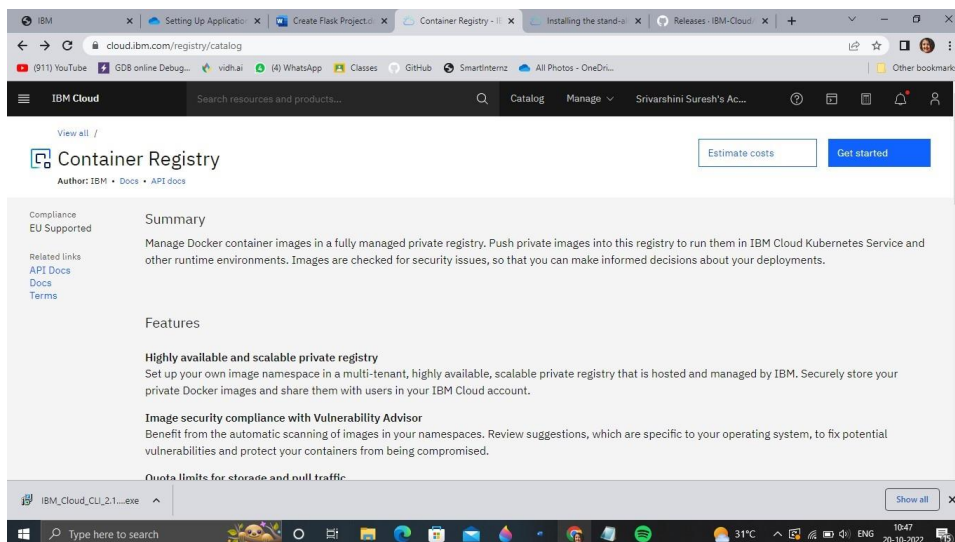 IBM
Setting Up Application
Create Flask Project.d
Container Registry - I
Installing the stand-al
Releases · IBM-Cloud
cloud.ibm.com/registry/catalog
(911) YouTube
GDB online Debug...
vidh.ai
(4) WhatsApp
Classes
GitHub
SmartInternz
All Photos - OneDri...
Other bookmarks
IBM Cloud
Search resources and products...
Catalog
Manage
Srivarshini Suresh's Ac...
View all /
Container Registry
Author: IBM • Docs • API docs
Estimate costs
Get started
Compliance
EU Supported
Related links
API Docs
Docs
Terms
Summary
Manage Docker container images in a fully managed private registry. Push private images into this registry to run them in IBM Cloud Kubernetes Service and
other runtime environments. Images are checked for security issues, so that you can make informed decisions about your deployments.
Features
Highly available and scalable private registry
Set up your own image namespace in a multi-tenant, highly available, scalable private registry that is hosted and managed by IBM. Securely store your
private Docker images and share them with users in your IBM Cloud account.
Image security compliance with Vulnerability Advisor
Benefit from the automatic scanning of images in your namespaces. Review suggestions, which are specific to your operating system, to fix potential
vulnerabilities and protect your containers from being compromised.
Quota limits for storage and pull traffic
IBM_Cloud_CLI_2.1....exe
Show all
Type here to search
31°C
ENG
10:47
20-10-2022